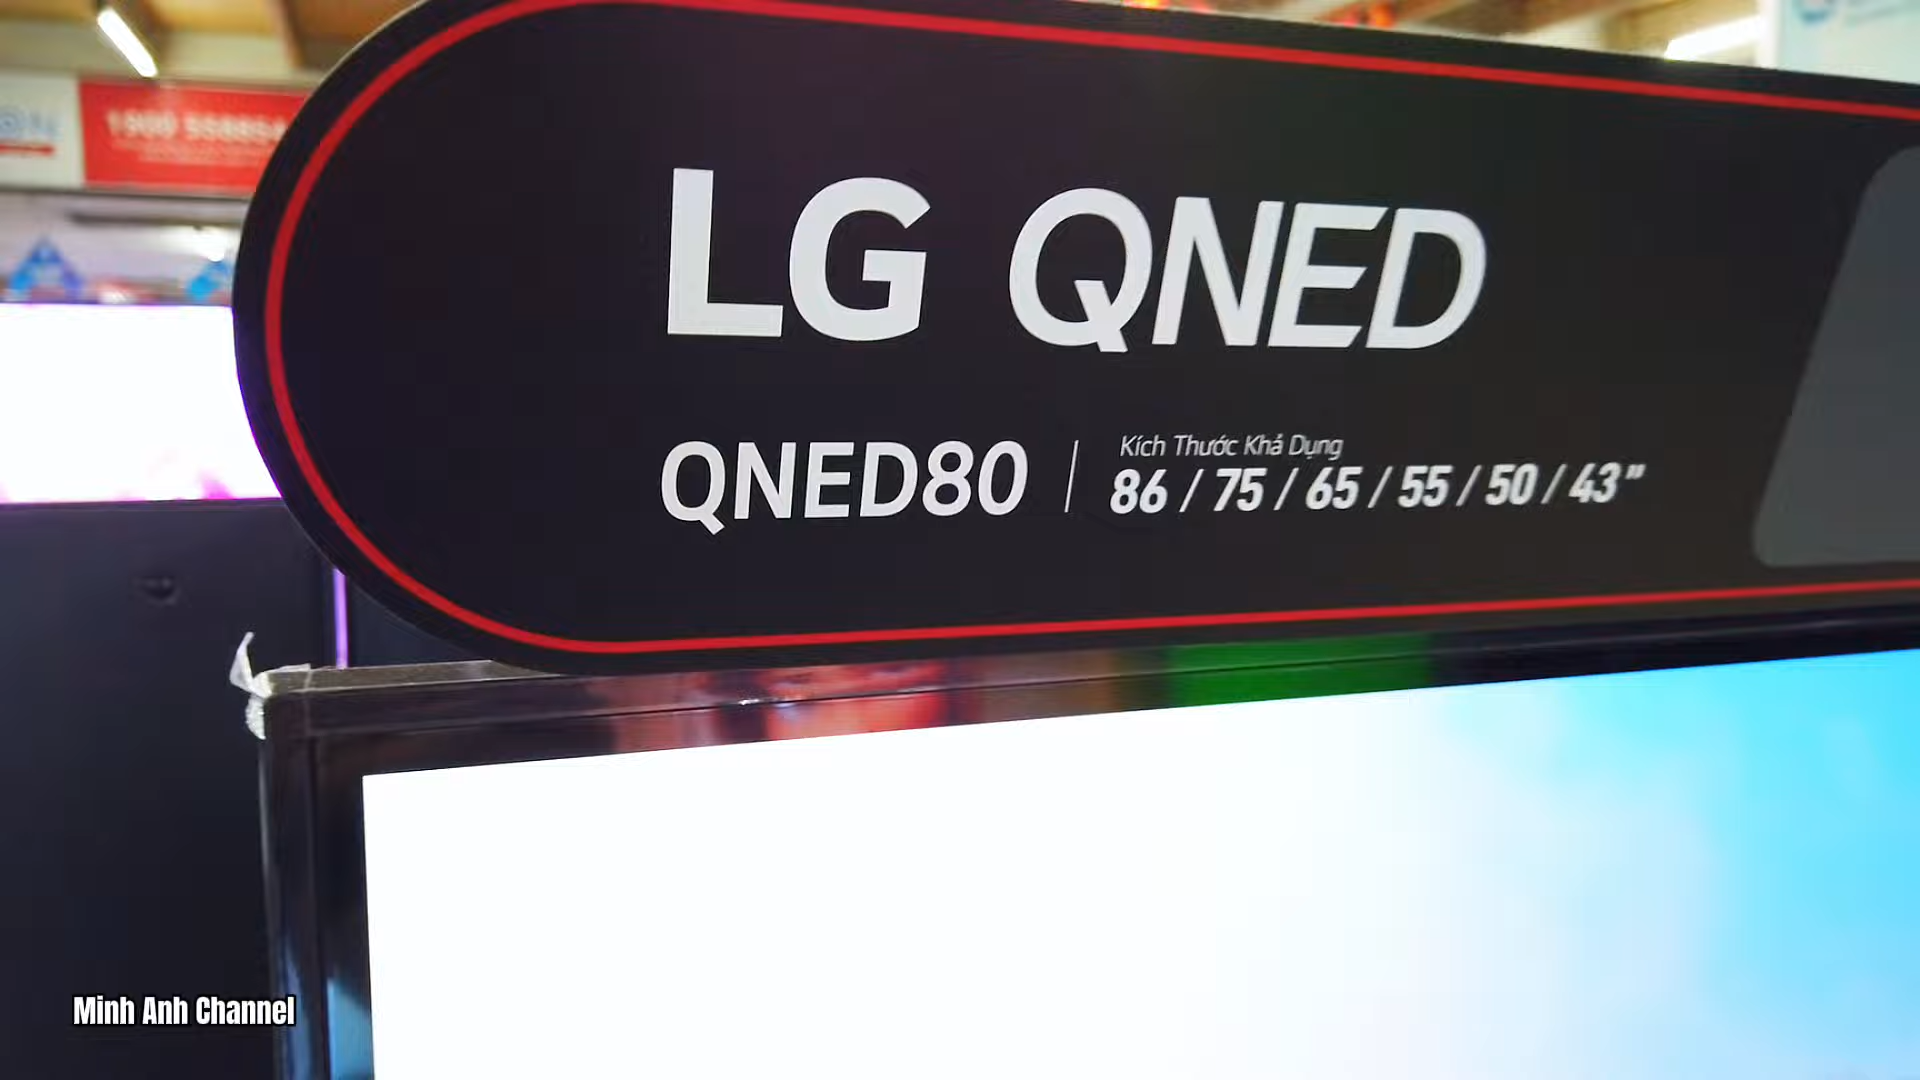 LG QNED
QNED80
Kích Thước Khả Dụng
86 / 75 / 65 / 55 / 50 / 43"
Minh Anh Channel